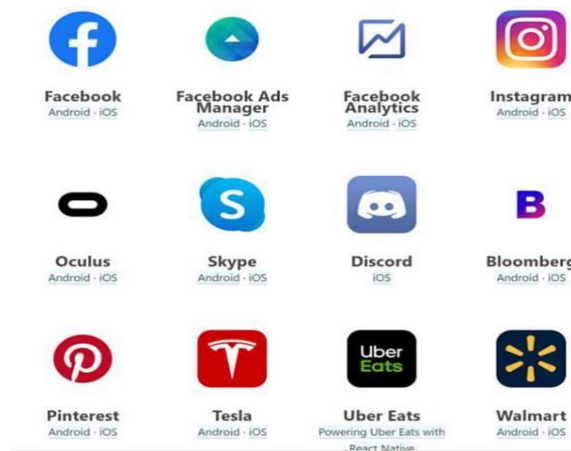 Facebook
Android · iOS
Facebook Ads
Manager
Android · iOS
Facebook
Analytics
Android · iOS
Instagram
Android · iOS
Oculus
Android · iOS
S
Skype
Android · iOS
Discord
iOS
B
Bloomberg
Android · iOS
Pinterest
Android · iOS
Tesla
Android · iOS
Uber
Eats
Uber Eats
Powering Uber Eats with
React Native
Walmart
Android · iOS